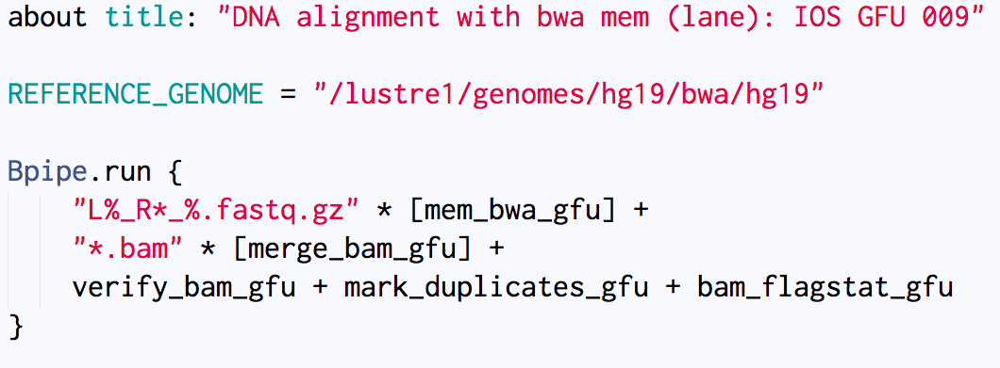 about title: "DNA alignment with bwa mem (lane): IOS GFU 009"
REFERENCE_GENOME = "/lustre1/genomes/hg19/bwa/hg19"
Bpipe.run {
"L%_R*_%.fastq.gz" * [mem_bwa_gfu] +
"*.bam" * [merge_bam_gfu] +
verify_bam_gfu + mark_duplicates_gfu + bam_flagstat_gfu
}